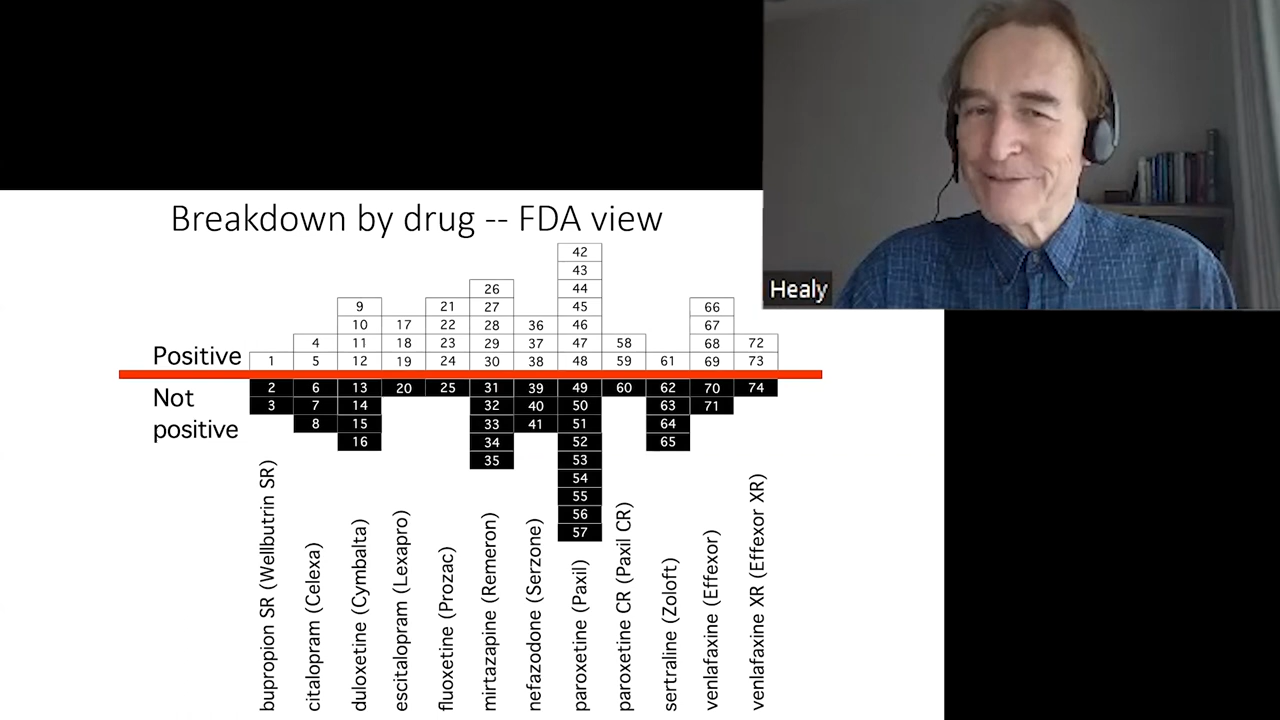 Breakdown by drug -- FDA view
Healy
42
43
26 44
9 21 27 45 66
10 17 22 28 36 46 67
4 11 18 23 29 37 47 58 68 72
Positive 1 5 12 19 24 30 38 48 59 61 69 73
Not 2 6 13 20 25 31 39 49 60 62 70 74
positive 3 7 14 32 40 50 63 71
8 15 33 41 51 64
16 34 52 65
35 53
54
55
56
57
bupropion SR (Wellbutrin SR)
citalopram (Celexa)
duloxetine (Cymbalta)
escitalopram (Lexapro)
fluoxetine (Prozac)
mirtazapine (Remeron)
nefazodone (Serzone)
paroxetine (Paxil)
paroxetine CR (Paxil CR)
sertraline (Zoloft)
venlafaxine (Effexor)
venlafaxine XR (Effexor XR)